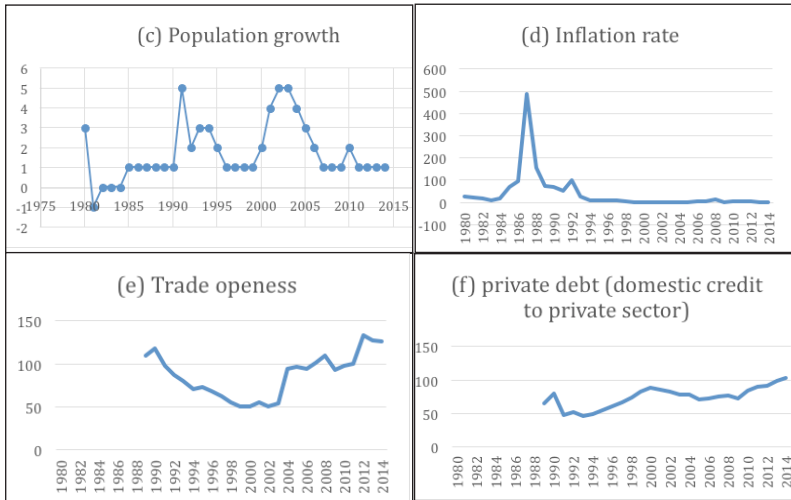 (c) Population growth
6
5
4
3
2
1
0
-1
-2
1975 1980 1985 1990 1995 2000 2005 2010 2015
(d) Inflation rate
600
500
400
300
200
100
0
-100
1980 1982 1984 1986 1988 1990 1992 1994 1996 1998 2000 2002 2004 2006 2008 2010 2012 2014
(e) Trade openess
150
100
50
0
1980 1982 1984 1986 1988 1990 1992 1994 1996 1998 2000 2002 2004 2006 2008 2010 2012 2014
(f) private debt (domestic credit
to private sector)
150
100
50
0
1980 1982 1984 1986 1988 1990 1992 1994 1996 1998 2000 2002 2004 2006 2008 2010 2012 2014